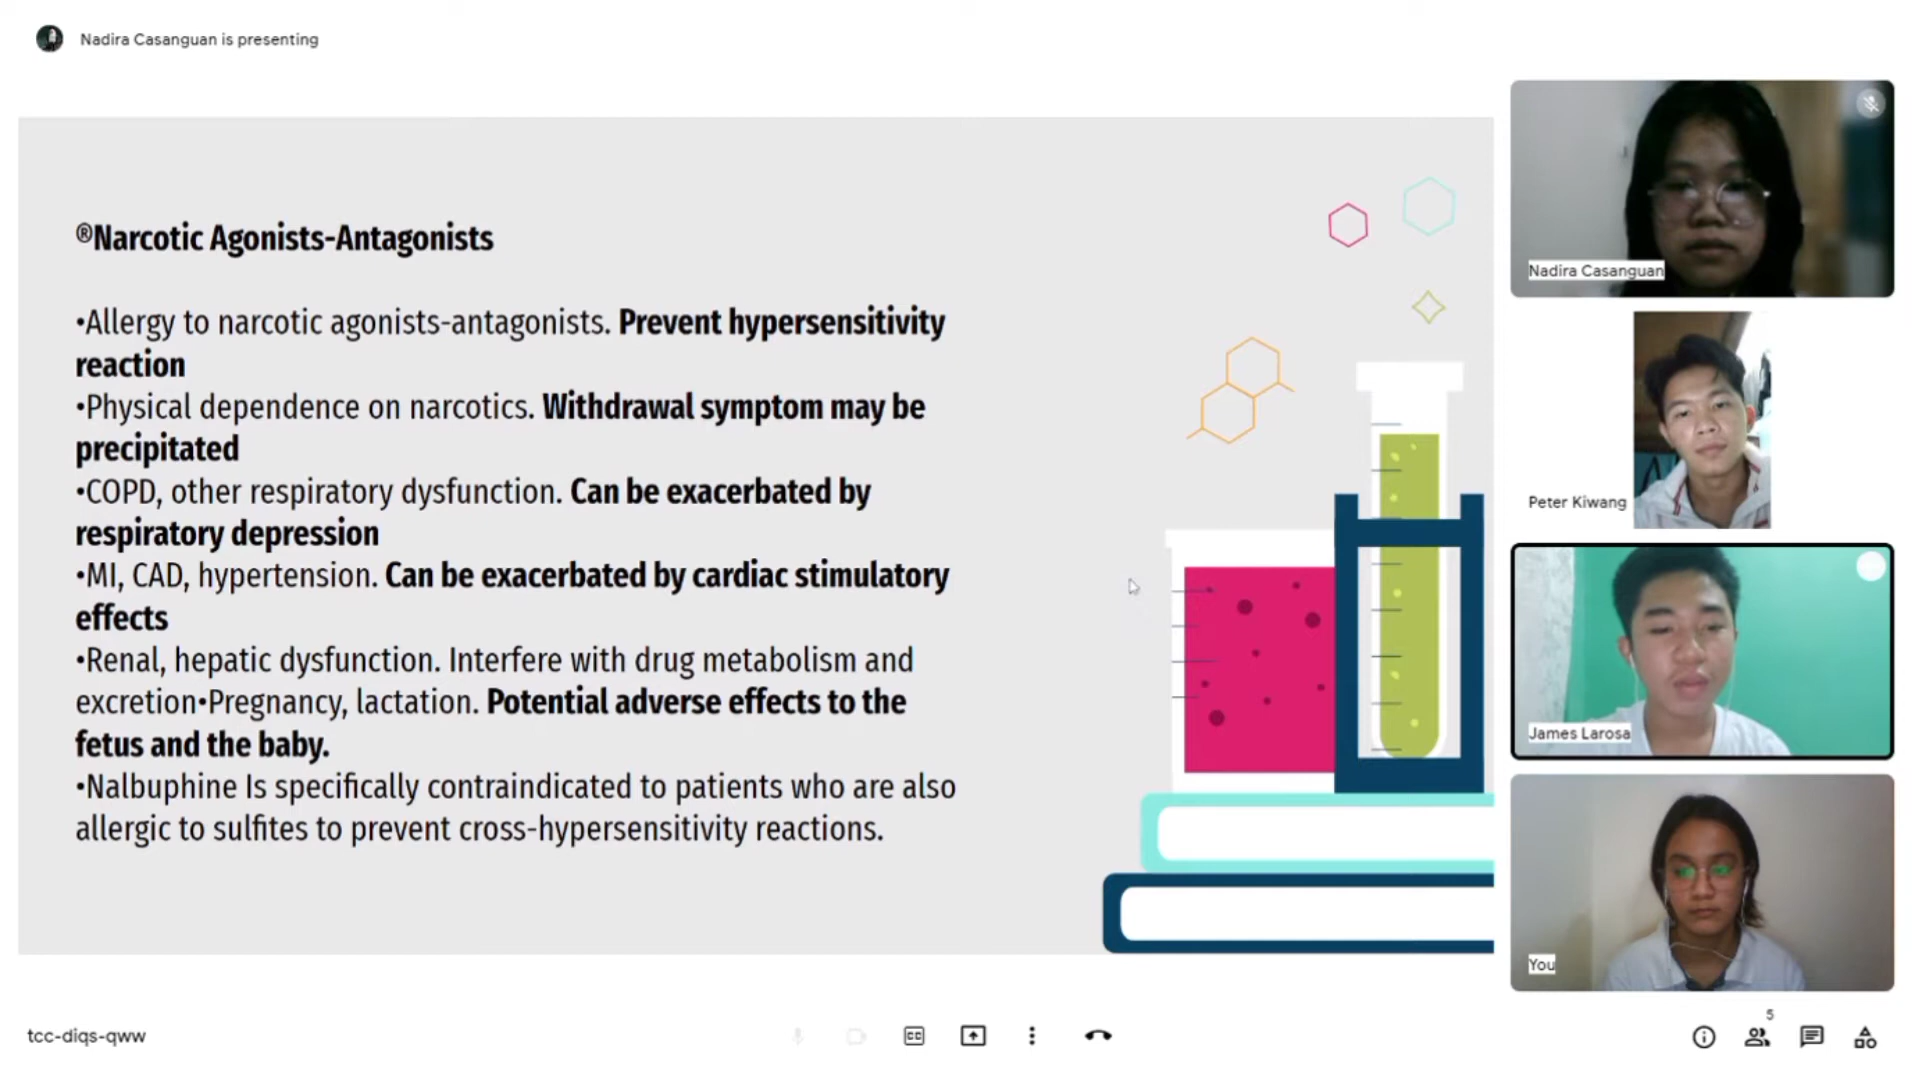 Nadira Casanguan is presenting
®Narcotic Agonists-Antagonists
•Allergy to narcotic agonists-antagonists. Prevent hypersensitivity
reaction
•Physical dependence on narcotics. Withdrawal symptom may be
precipitated
•COPD, other respiratory dysfunction. Can be exacerbated by
respiratory depression
•MI, CAD, hypertension. Can be exacerbated by cardiac stimulatory
effects
•Renal, hepatic dysfunction. Interfere with drug metabolism and
excretion•Pregnancy, lactation. Potential adverse effects to the
fetus and the baby.
•Nalbuphine Is specifically contraindicated to patients who are also
allergic to sulfites to prevent cross-hypersensitivity reactions.
Nadira Casanguan
Peter Kiwang
James Larosa
You
tcc-diqs-qww
CC
5